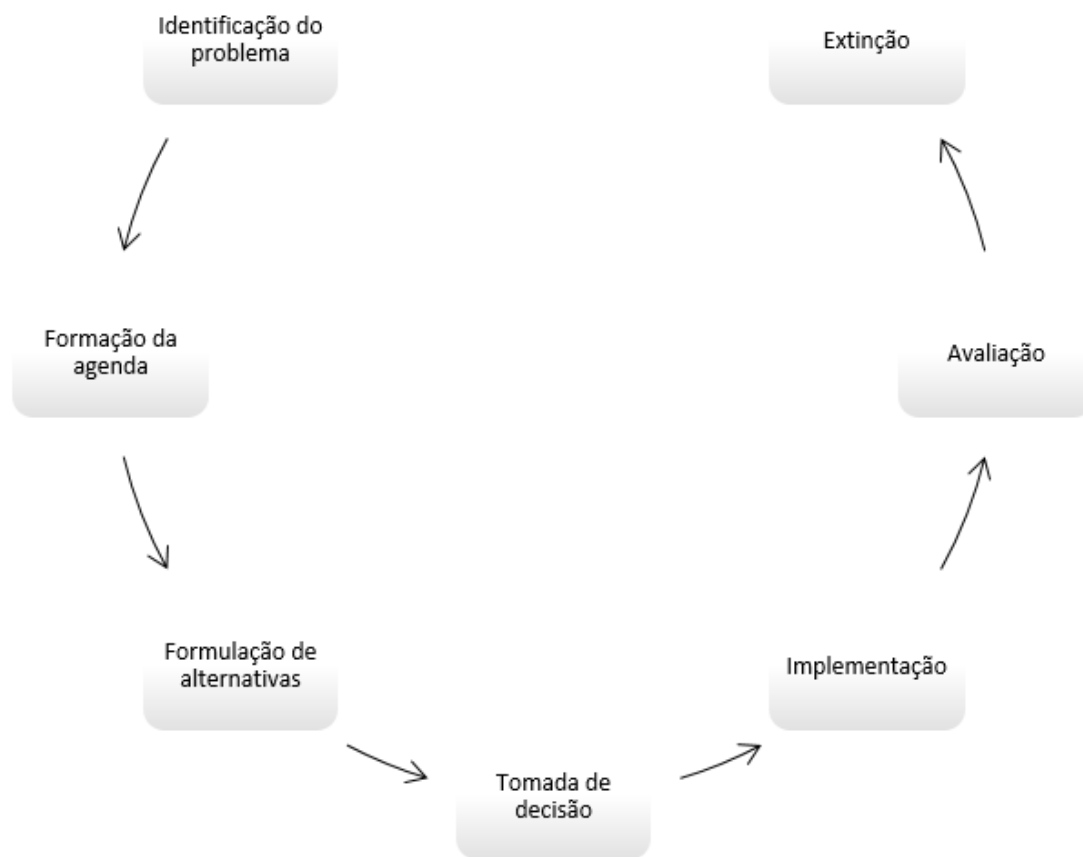 Identificação do
problema
Formação da
agenda
Formulação de
alternativas
Tomada de
decisão
Implementação
Avaliação
Extinção